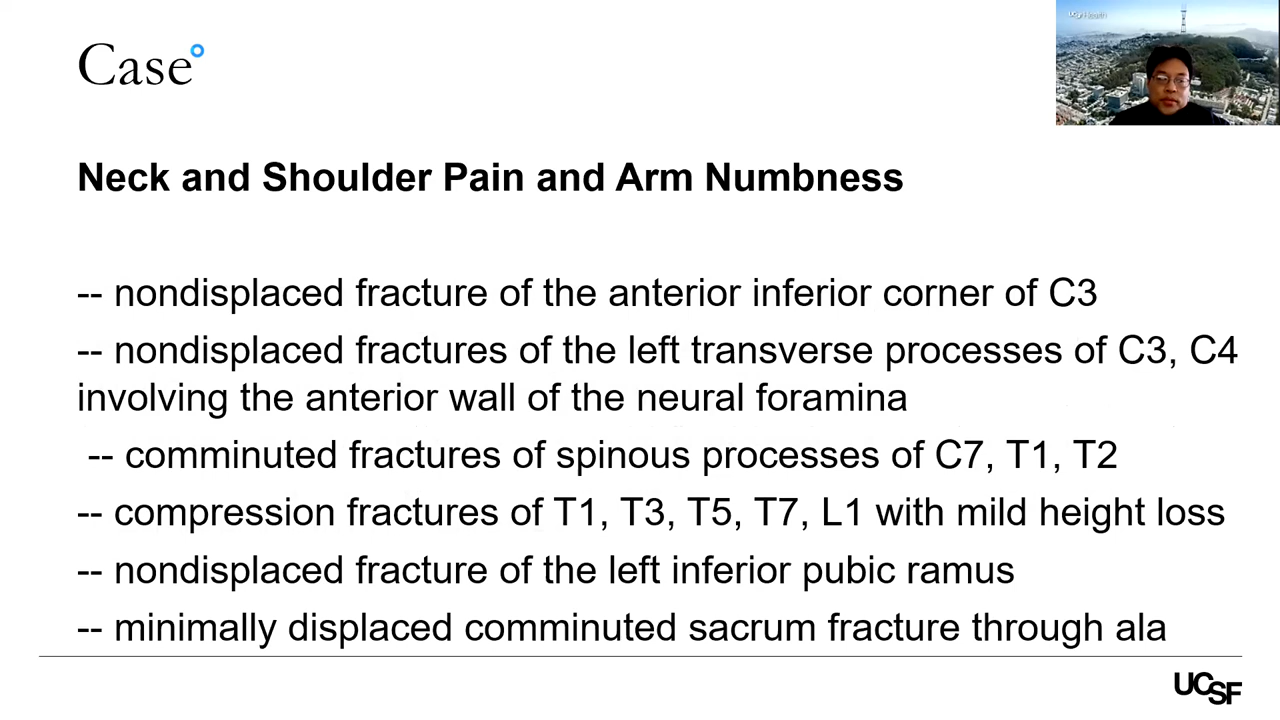 UCSF Health
Case
Neck and Shoulder Pain and Arm Numbness
-- nondisplaced fracture of the anterior inferior corner of C3
-- nondisplaced fractures of the left transverse processes of C3, C4
involving the anterior wall of the neural foramina
-- comminuted fractures of spinous processes of C7, T1, T2
-- compression fractures of T1, T3, T5, T7, L1 with mild height loss
-- nondisplaced fracture of the left inferior pubic ramus
-- minimally displaced comminuted sacrum fracture through ala
UCSF